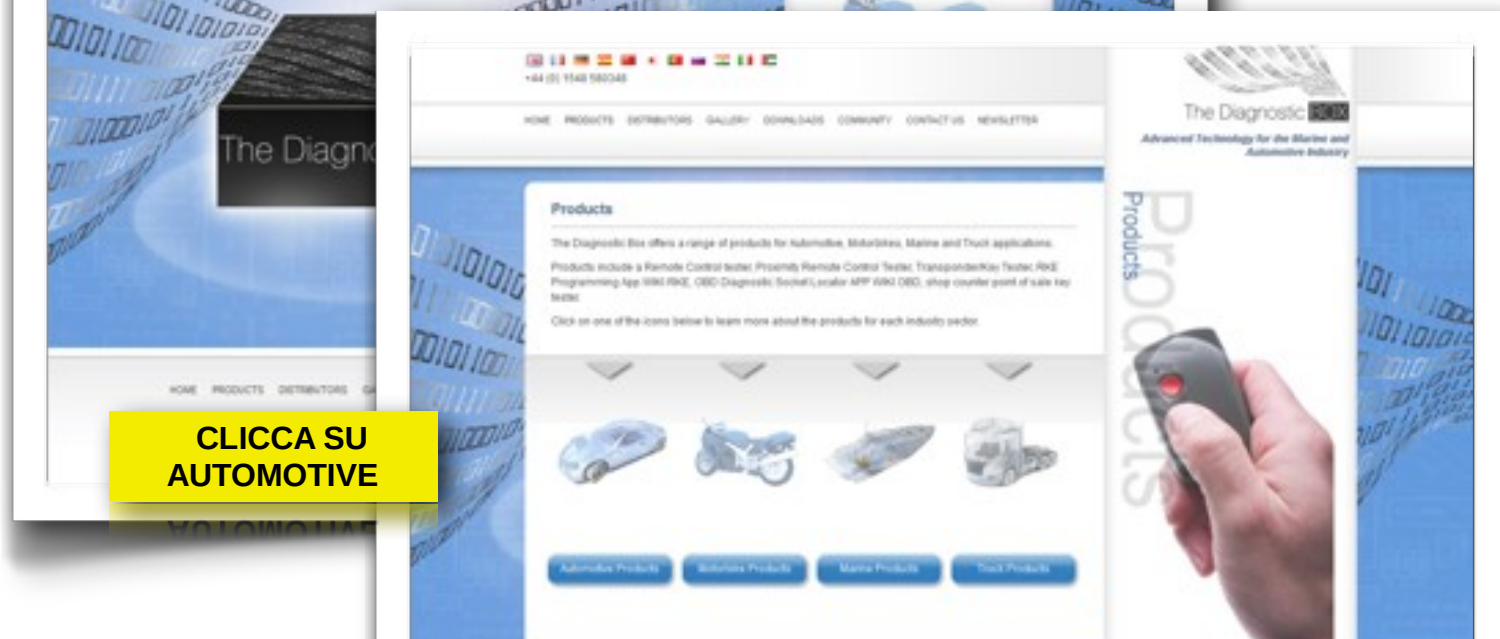 +44 (0) 1548 580348
HOME PRODUCTS DISTRIBUTORS GALLERY DOWNLOADS COMMUNITY CONTACT US NEWSLETTER
The Diagnostic BOX
Advanced Technology for the Marine and
Automotive Industry
The Diagno
Products
The Diagnostic Box offers a range of products for Automotive, Motorbikes, Marine and Truck applications.
Products include a Remote Control tester, Proximity Remote Control Tester, Transponder/Key Tester, RKE
Programming App WIKI RKE, OBD Diagnostic Socket Locator APP WIKI OBD, shop counter point of sale key
tester.
Click on one of the icons below to learn more about the products for each industry sector.
Products
Products
HOME PRODUCTS DISTRIBUTORS GA
CLICCA SU
AUTOMOTIVE
Automotive Products Motorbike Products Marine Products Truck Products